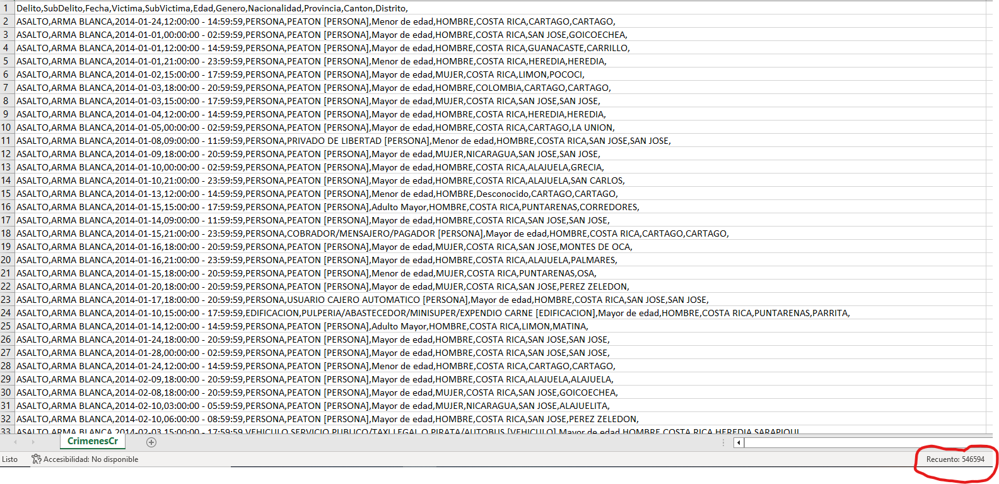 1 Delito,SubDelito,Fecha,Victima,SubVictima,Edad,Genero,Nacionalidad,Provincia,Canton,Distrito,
2 ASALTO,ARMA BLANCA,2014-01-24,12:00:00 - 14:59:59,PERSONA,PEATON [PERSONA],Menor de edad,HOMBRE,COSTA RICA,CARTAGO,CARTAGO,
3 ASALTO,ARMA BLANCA,2014-01-01,00:00:00 - 02:59:59,PERSONA,PEATON [PERSONA],Mayor de edad,HOMBRE,COSTA RICA,SAN JOSE,GOICOECHEA,
4 ASALTO,ARMA BLANCA,2014-01-01,12:00:00 - 14:59:59,PERSONA,PEATON [PERSONA],Mayor de edad,HOMBRE,COSTA RICA,GUANACASTE,CARRILLO,
5 ASALTO,ARMA BLANCA,2014-01-01,21:00:00 - 23:59:59,PERSONA,PEATON [PERSONA],Menor de edad,HOMBRE,COSTA RICA,HEREDIA,HEREDIA,
6 ASALTO,ARMA BLANCA,2014-01-02,15:00:00 - 17:59:59,PERSONA,PEATON [PERSONA],Mayor de edad,MUJER,COSTA RICA,LIMON,POCOCI,
7 ASALTO,ARMA BLANCA,2014-01-03,18:00:00 - 20:59:59,PERSONA,PEATON [PERSONA],Mayor de edad,HOMBRE,COLOMBIA,CARTAGO,CARTAGO,
8 ASALTO,ARMA BLANCA,2014-01-03,15:00:00 - 17:59:59,PERSONA,PEATON [PERSONA],Mayor de edad,MUJER,COSTA RICA,SAN JOSE,SAN JOSE,
9 ASALTO,ARMA BLANCA,2014-01-04,12:00:00 - 14:59:59,PERSONA,PEATON [PERSONA],Mayor de edad,HOMBRE,COSTA RICA,HEREDIA,HEREDIA,
10 ASALTO,ARMA BLANCA,2014-01-05,00:00:00 - 02:59:59,PERSONA,PEATON [PERSONA],Mayor de edad,HOMBRE,COSTA RICA,CARTAGO,LA UNION,
11 ASALTO,ARMA BLANCA,2014-01-08,09:00:00 - 11:59:59,PERSONA,PRIVADO DE LIBERTAD [PERSONA],Menor de edad,HOMBRE,COSTA RICA,SAN JOSE,SAN JOSE,
12 ASALTO,ARMA BLANCA,2014-01-09,18:00:00 - 20:59:59,PERSONA,PEATON [PERSONA],Mayor de edad,MUJER,NICARAGUA,SAN JOSE,SAN JOSE,
13 ASALTO,ARMA BLANCA,2014-01-10,00:00:00 - 02:59:59,PERSONA,PEATON [PERSONA],Mayor de edad,HOMBRE,COSTA RICA,ALAJUELA,GRECIA,
14 ASALTO,ARMA BLANCA,2014-01-10,21:00:00 - 23:59:59,PERSONA,PEATON [PERSONA],Mayor de edad,HOMBRE,COSTA RICA,ALAJUELA,SAN CARLOS,
15 ASALTO,ARMA BLANCA,2014-01-13,12:00:00 - 14:59:59,PERSONA,PEATON [PERSONA],Menor de edad,HOMBRE,Desconocido,CARTAGO,CARTAGO,
16 ASALTO,ARMA BLANCA,2014-01-15,15:00:00 - 17:59:59,PERSONA,PEATON [PERSONA],Adulto Mayor,HOMBRE,COSTA RICA,PUNTARENAS,CORREDORES,
17 ASALTO,ARMA BLANCA,2014-01-14,09:00:00 - 11:59:59,PERSONA,PEATON [PERSONA],Mayor de edad,HOMBRE,COSTA RICA,SAN JOSE,SAN JOSE,
18 ASALTO,ARMA BLANCA,2014-01-15,21:00:00 - 23:59:59,PERSONA,COBRADOR/MENSAJERO/PAGADOR [PERSONA],Mayor de edad,HOMBRE,COSTA RICA,CARTAGO,CARTAGO,
19 ASALTO,ARMA BLANCA,2014-01-16,18:00:00 - 20:59:59,PERSONA,PEATON [PERSONA],Mayor de edad,MUJER,COSTA RICA,SAN JOSE,MONTES DE OCA,
20 ASALTO,ARMA BLANCA,2014-01-16,21:00:00 - 23:59:59,PERSONA,PEATON [PERSONA],Mayor de edad,HOMBRE,COSTA RICA,ALAJUELA,PALMARES,
21 ASALTO,ARMA BLANCA,2014-01-15,18:00:00 - 20:59:59,PERSONA,PEATON [PERSONA],Menor de edad,MUJER,COSTA RICA,PUNTARENAS,OSA,
22 ASALTO,ARMA BLANCA,2014-01-20,18:00:00 - 20:59:59,PERSONA,PEATON [PERSONA],Mayor de edad,MUJER,COSTA RICA,SAN JOSE,PEREZ ZELEDON,
23 ASALTO,ARMA BLANCA,2014-01-17,18:00:00 - 20:59:59,PERSONA,USUARIO CAJERO AUTOMATICO [PERSONA],Mayor de edad,HOMBRE,COSTA RICA,SAN JOSE,SAN JOSE,
24 ASALTO,ARMA BLANCA,2014-01-10,15:00:00 - 17:59:59,EDIFICACION,PULPERIA/ABASTECEDOR/MINISUPER/EXPENDIO CARNE [EDIFICACION],Mayor de edad,HOMBRE,COSTA RICA,PUNTARENAS,PARRITA,
25 ASALTO,ARMA BLANCA,2014-01-14,12:00:00 - 14:59:59,PERSONA,PEATON [PERSONA],Adulto Mayor,HOMBRE,COSTA RICA,LIMON,MATINA,
26 ASALTO,ARMA BLANCA,2014-01-24,18:00:00 - 20:59:59,PERSONA,PEATON [PERSONA],Mayor de edad,HOMBRE,COSTA RICA,SAN JOSE,SAN JOSE,
27 ASALTO,ARMA BLANCA,2014-01-28,00:00:00 - 02:59:59,PERSONA,PEATON [PERSONA],Mayor de edad,HOMBRE,COSTA RICA,SAN JOSE,SAN JOSE,
28 ASALTO,ARMA BLANCA,2014-01-24,12:00:00 - 14:59:59,PERSONA,PEATON [PERSONA],Menor de edad,HOMBRE,COSTA RICA,CARTAGO,CARTAGO,
29 ASALTO,ARMA BLANCA,2014-02-09,18:00:00 - 20:59:59,PERSONA,PEATON [PERSONA],Mayor de edad,HOMBRE,COSTA RICA,ALAJUELA,ALAJUELA,
30 ASALTO,ARMA BLANCA,2014-02-08,18:00:00 - 20:59:59,PERSONA,PEATON [PERSONA],Mayor de edad,MUJER,COSTA RICA,SAN JOSE,GOICOECHEA,
31 ASALTO,ARMA BLANCA,2014-02-10,03:00:00 - 05:59:59,PERSONA,PEATON [PERSONA],Mayor de edad,MUJER,NICARAGUA,SAN JOSE,ALAJUELITA,
32 ASALTO,ARMA BLANCA,2014-02-10,06:00:00 - 08:59:59,PERSONA,PEATON [PERSONA],Mayor de edad,HOMBRE,COSTA RICA,SAN JOSE,PEREZ ZELEDON,
33 ASALTO,ARMA BLANCA,2014-02-03,15:00:00 - 17:59:59,VEHICULO,SERVICIO PUBLICO/TAXI LEGAL O PIRATA/AUTOBUS [VEHICULO],Mayor de edad,HOMBRE,COSTA RICA,HEREDIA,SARAPIQUI,
CrimenesCr
Listo Accesibilidad: No disponible Recuento: 546594